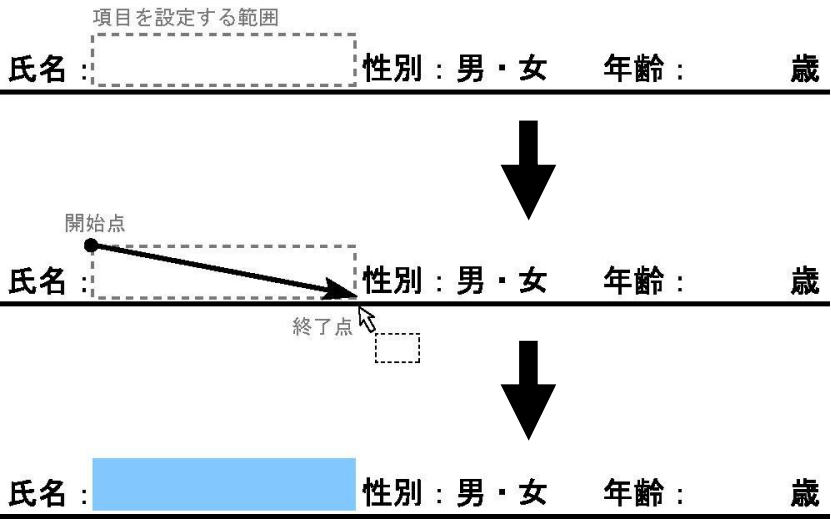 項目を設定する範囲
氏名： 性別：男・女 年齢： 歳
開始点
氏名： 性別：男・女 年齢： 歳
終了点
氏名： 性別：男・女 年齢： 歳